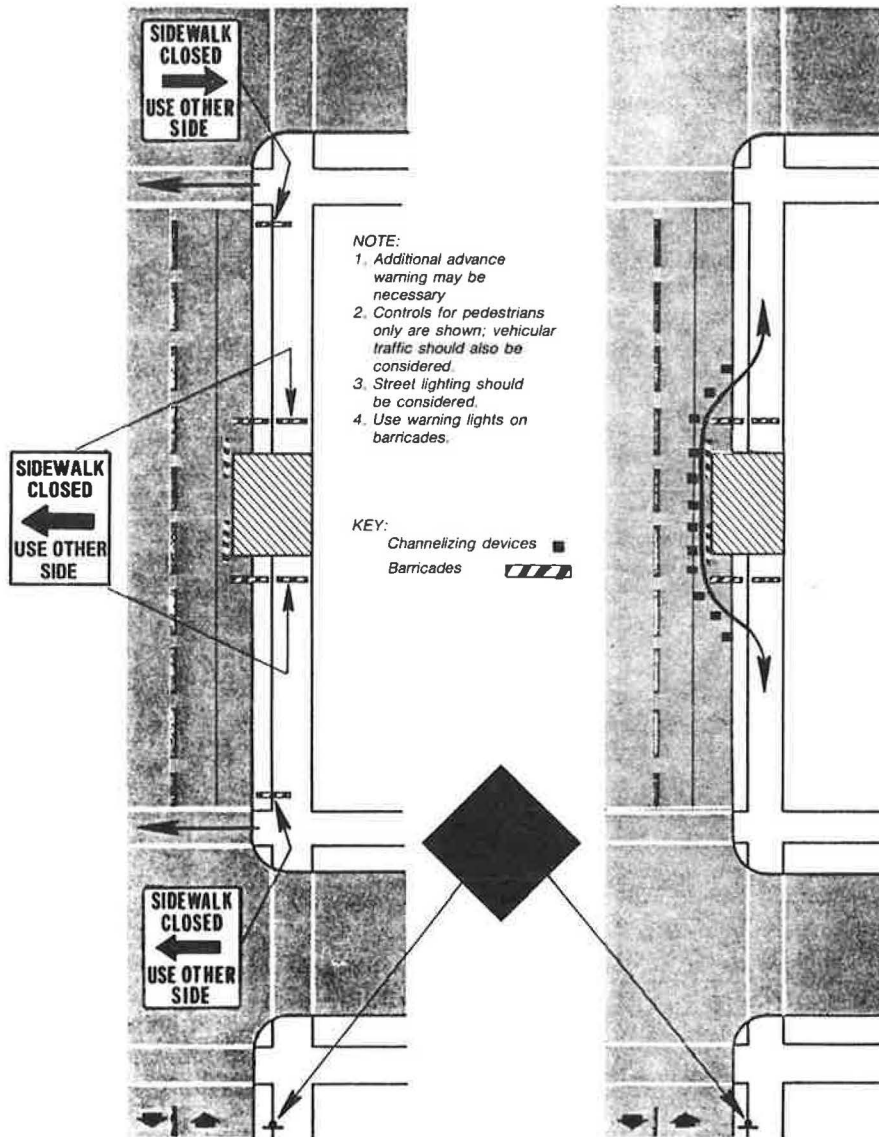 SIDEWALK
CLOSED
USE OTHER
SIDE
NOTE:
1. Additional advance
warning may be
necessary
2. Controls for pedestrians
only are shown; vehicular
traffic should also be
considered.
3. Street lighting should
be considered.
4. Use warning lights on
barricades.
SIDEWALK
CLOSED
USE OTHER
SIDE
KEY:
Channelizing devices
Barricades
SIDEWALK
CLOSED
USE OTHER
SIDE